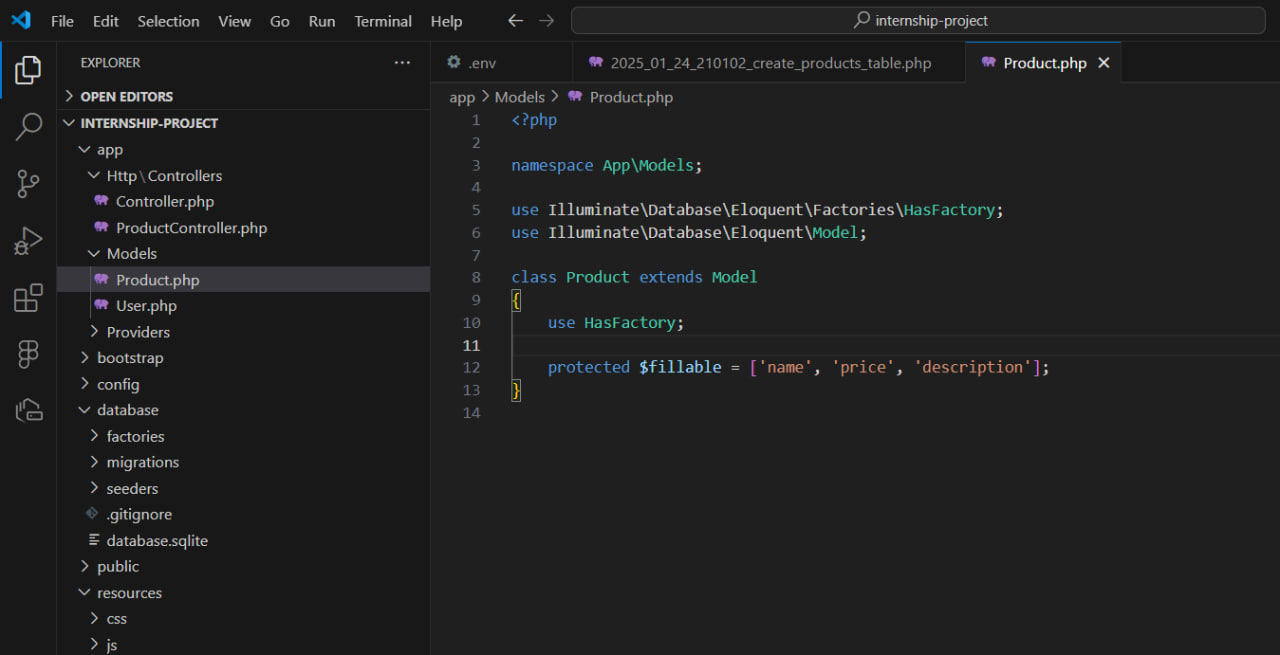 File Edit Selection View Go Run Terminal Help
internship-project
EXPLORER
OPEN EDITORS
INTERNSHIP-PROJECT
app
Http\Controllers
Controller.php
ProductController.php
Models
Product.php
User.php
Providers
bootstrap
config
database
factories
migrations
seeders
.gitignore
database.sqlite
public
resources
css
js
.env 2025_01_24_210102_create_products_table.php Product.php
app > Models > Product.php
1 <?php
2
3 namespace App\Models;
4
5 use Illuminate\Database\Eloquent\Factories\HasFactory;
6 use Illuminate\Database\Eloquent\Model;
7
8 class Product extends Model
9 {
10 use HasFactory;
11
12 protected $fillable = ['name', 'price', 'description'];
13 }
14